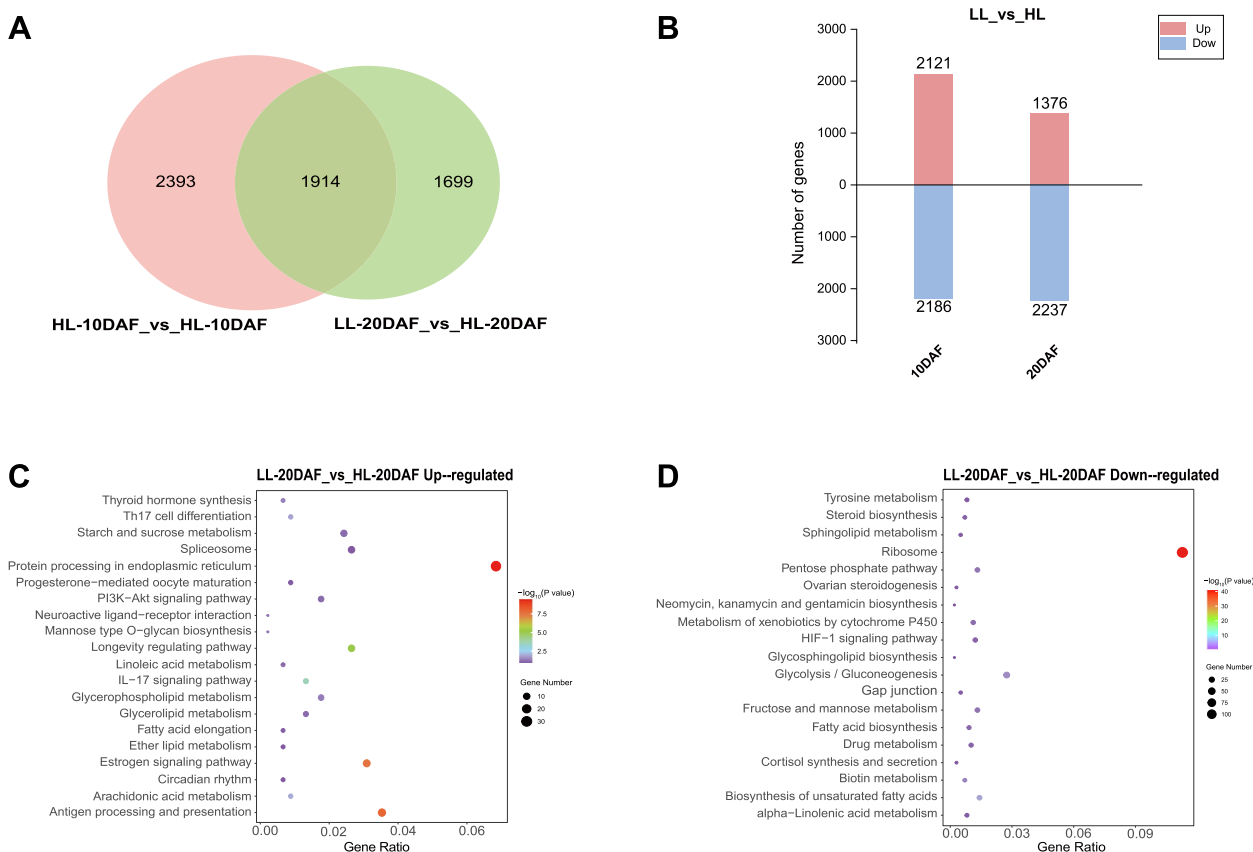 A
2393
1914
1699
HL-10DAF_vs_HL-10DAF
LL-20DAF_vs_HL-20DAF
B
LL_vs_HL
Up
Dow
Number of genes
3000
2000
1000
0
1000
2000
3000
2121
1376
2186
2237
10DAF
20DAF
C
LL-20DAF_vs_HL-20DAF Up--regulated
Thyroid hormone synthesis
Th17 cell differentiation
Starch and sucrose metabolism
Spliceosome
Protein processing in endoplasmic reticulum
Progesterone−mediated oocyte maturation
PI3K−Akt signaling pathway
Neuroactive ligand−receptor interaction
Mannose type O−glycan biosynthesis
Longevity regulating pathway
Linoleic acid metabolism
IL−17 signaling pathway
Glycerophospholipid metabolism
Glycerolipid metabolism
Fatty acid elongation
Ether lipid metabolism
Estrogen signaling pathway
Circadian rhythm
Arachidonic acid metabolism
Antigen processing and presentation
0.00
0.02
0.04
0.06
Gene Ratio
−log10(P value)
7.5
5.0
2.5
Gene Number
10
20
30
D
LL-20DAF_vs_HL-20DAF Down--regulated
Tyrosine metabolism
Steroid biosynthesis
Sphingolipid metabolism
Ribosome
Pentose phosphate pathway
Ovarian steroidogenesis
Neomycin, kanamycin and gentamicin biosynthesis
Metabolism of xenobiotics by cytochrome P450
HIF−1 signaling pathway
Glycosphingolipid biosynthesis
Glycolysis / Gluconeogenesis
Gap junction
Fructose and mannose metabolism
Fatty acid biosynthesis
Drug metabolism
Cortisol synthesis and secretion
Biotin metabolism
Biosynthesis of unsaturated fatty acids
alpha−Linolenic acid metabolism
0.00
0.03
0.06
0.09
Gene Ratio
−log10(P value)
40
30
20
10
Gene Number
25
50
75
100